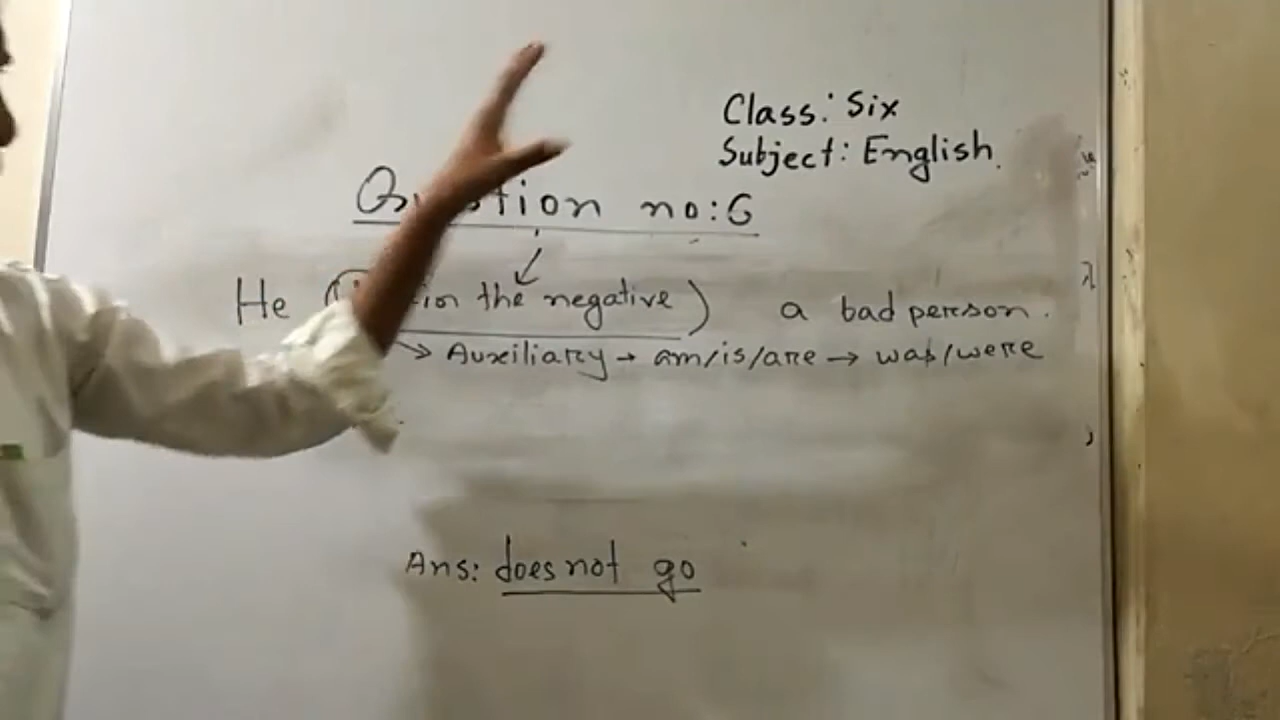 Class: Six
Subject: English.
tion no: 6
He in the negative) a bad person.
→ Auxiliary → am/is/are → was/were
Ans: does not go